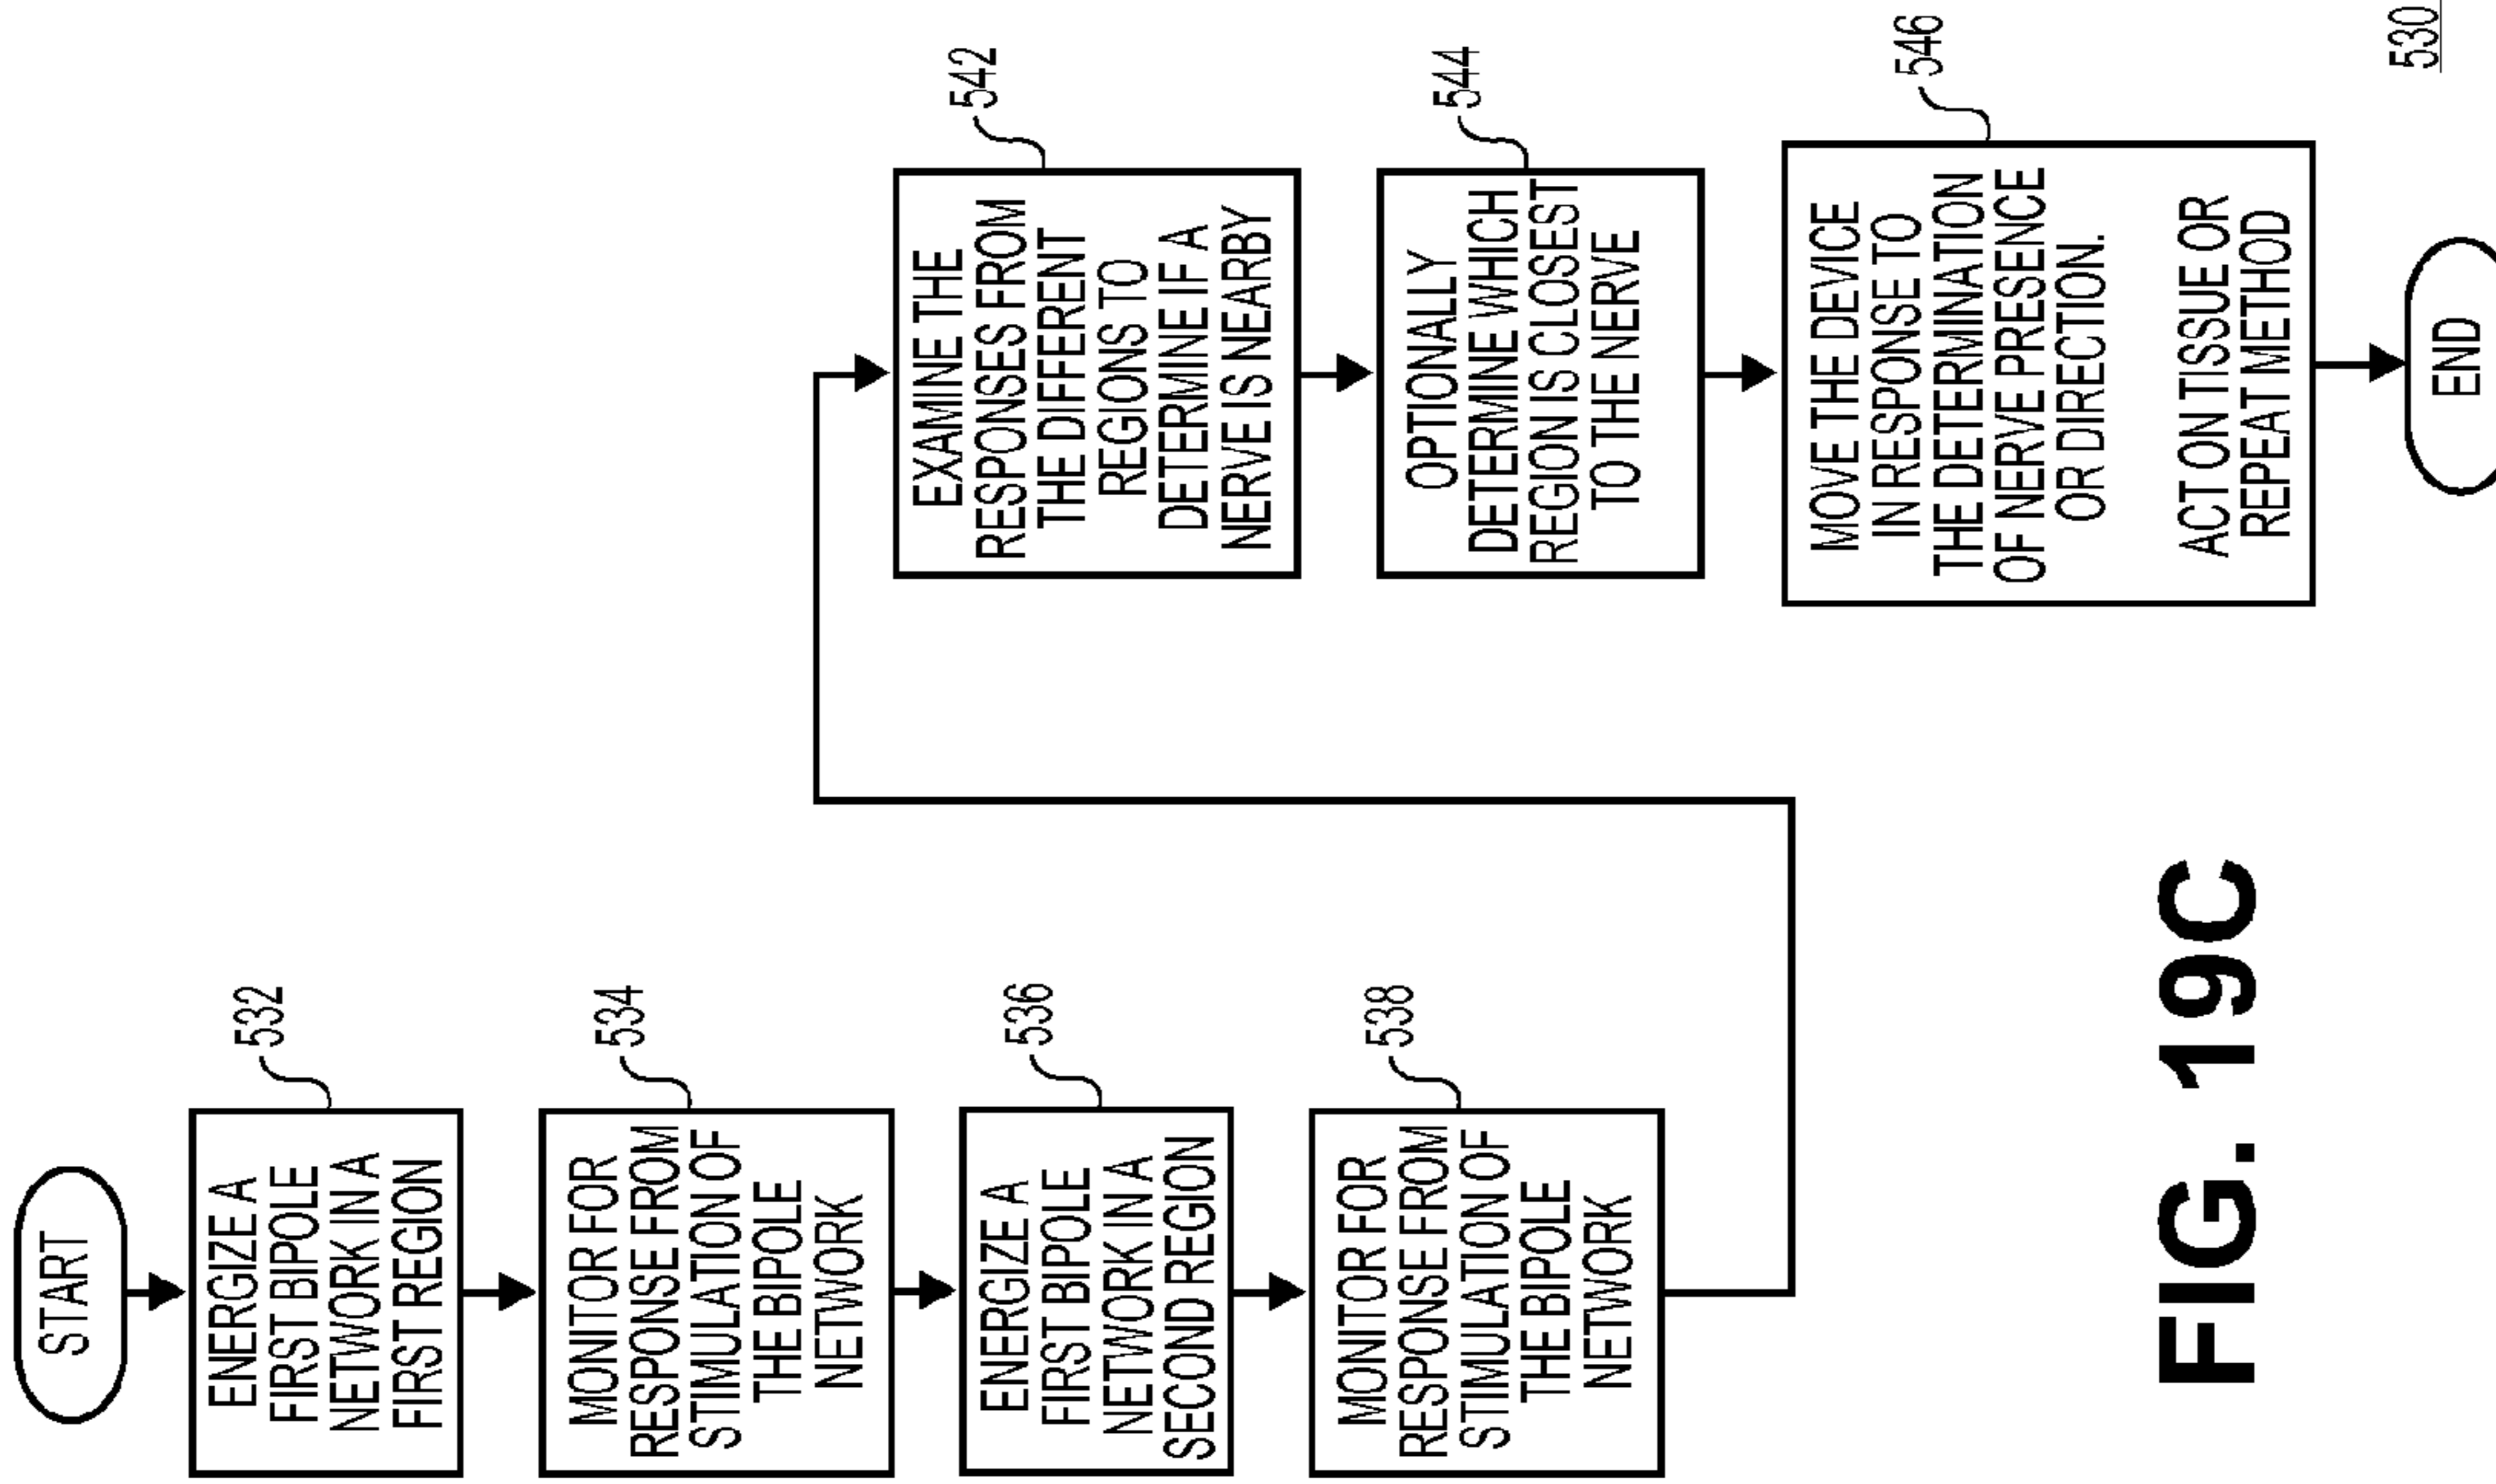 START
532
ENERGIZE A
FIRST BIPOLE
NETWORK IN A
FIRST REGION
534
MONITOR FOR
RESPONSE FROM
STIMULATION OF
THE BIPOLE
NETWORK
536
ENERGIZE A
FIRST BIPOLE
NETWORK IN A
SECOND REGION
538
MONITOR FOR
RESPONSE FROM
STIMULATION OF
THE BIPOLE
NETWORK
542
EXAMINE THE
RESPONSES FROM
THE DIFFERENT
REGIONS TO
DETERMINE IF A
NERVE IS NEARBY
544
OPTIONALLY
DETERMINE WHICH
REGION IS CLOSEST
TO THE NERVE
546
MOVE THE DEVICE
IN RESPONSE TO
THE DETERMINATION
OF NERVE PRESENCE
OR DIRECTION.
ACT ON TISSUE OR
REPEAT METHOD
END
530
FIG. 19C